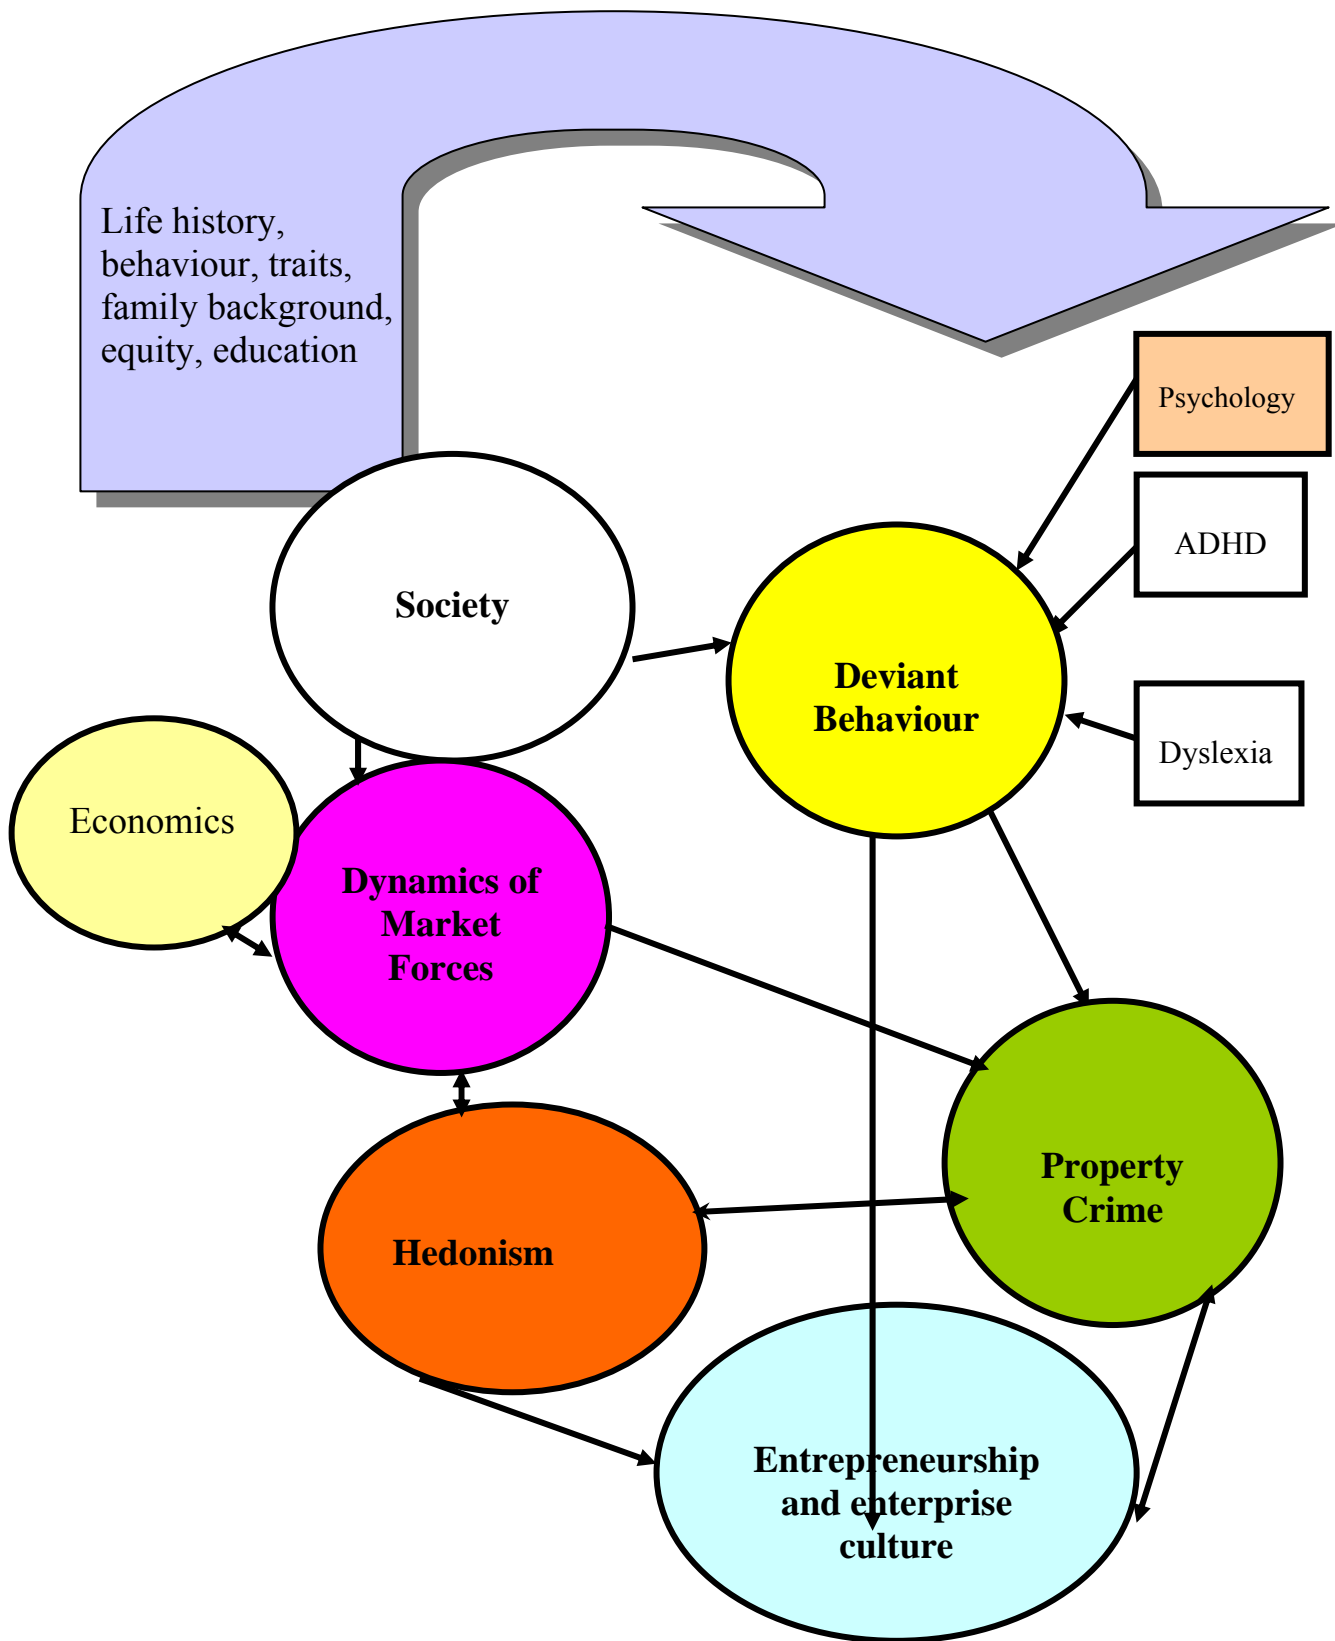 Life history,
behaviour, traits,
family background,
equity, education
Psychology
ADHD
Society
Deviant
Behaviour
Dyslexia
Economics
Dynamics of
Market
Forces
Property
Crime
Hedonism
Entrepreneurship
and enterprise
culture